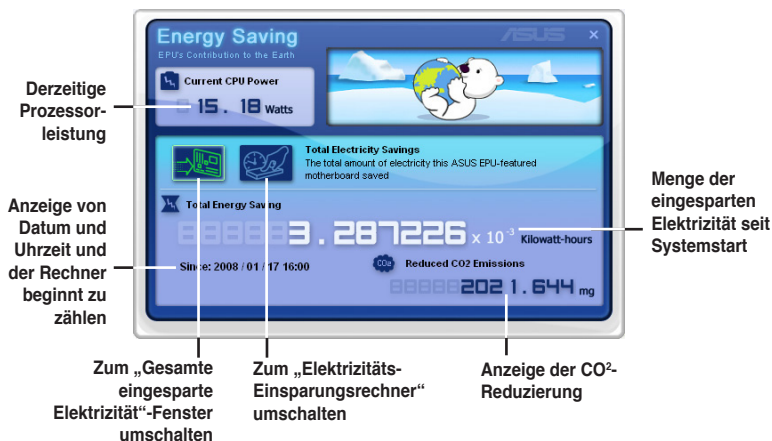 Energy Saving
EPU's Contribution to the Earth
ASUS
Current CPU Power
15.18 Watts
Total Electricity Savings
The total amount of electricity this ASUS EPU-featured
motherboard saved
Total Energy Saving
3.287226 x 10⁻³ Kilowatt-hours
Since: 2008 / 01 / 17 16:00
CO2
Reduced CO2 Emissions
2021.644 mg
Derzeitige
Prozessor-
leistung
Anzeige von
Datum und
Uhrzeit und
der Rechner
beginnt zu
zählen
Menge der
eingesparten
Elektrizität seit
Systemstart
Zum „Gesamte
eingesparte
Elektrizität“-Fenster
umschalten
Zum „Elektrizitäts-
Einsparungsrechner“
umschalten
Anzeige der CO²-
Reduzierung